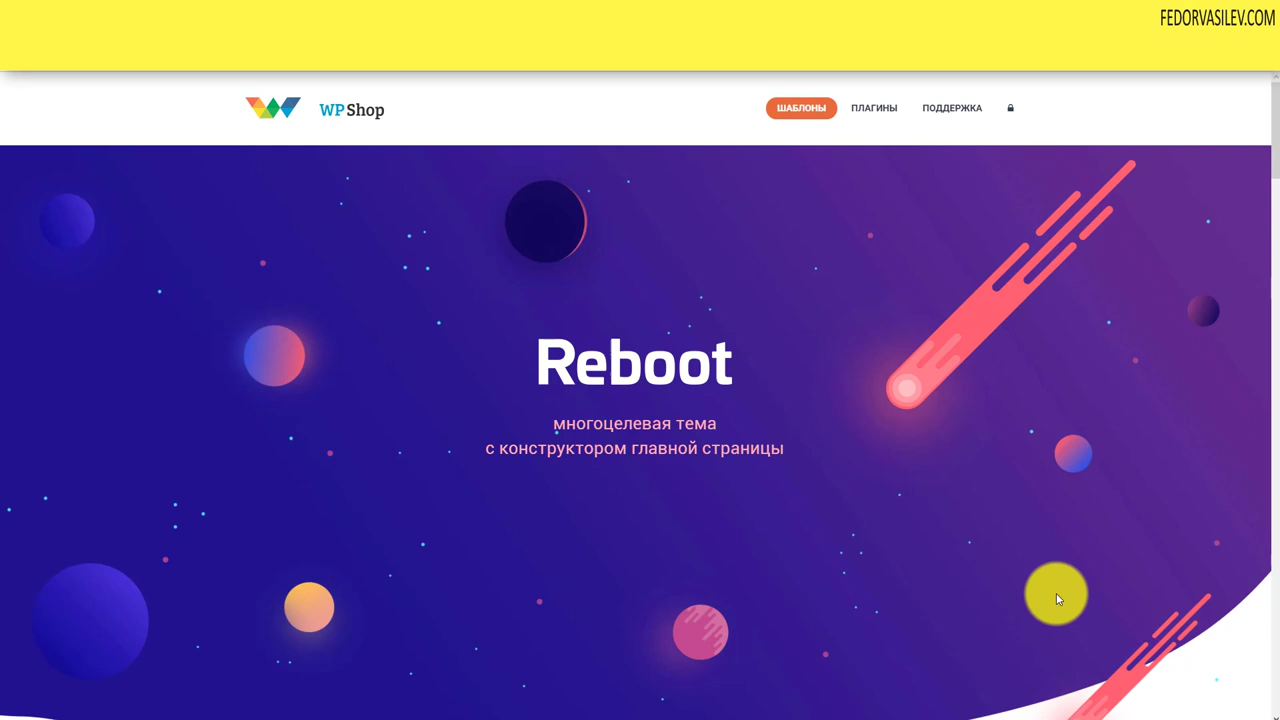 FEDORVASILEV.COM
WP Shop
ШАБЛОНЫ
ПЛАГИНЫ
ПОДДЕРЖКА
Reboot
многоцелевая тема
с конструктором главной страницы